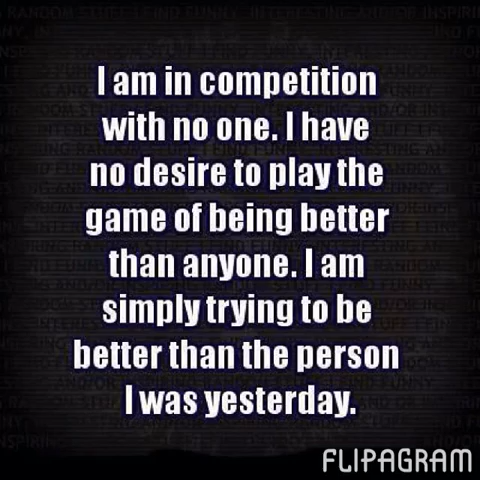 I am in competition
with no one. I have
no desire to play the
game of being better
than anyone. I am
simply trying to be
better than the person
I was yesterday.
FLIPAGRAM